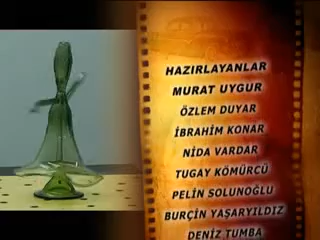 HAZIRLAYANLAR
MURAT UYGUR
ÖZLEM DUYAR
İBRAHİM KONAR
NİDA VARDAR
TUGAY KÖMÜRCÜ
PELİN SOLUNOĞLU
BURÇİN YAŞARYILDIZ
DENİZ TUMBA